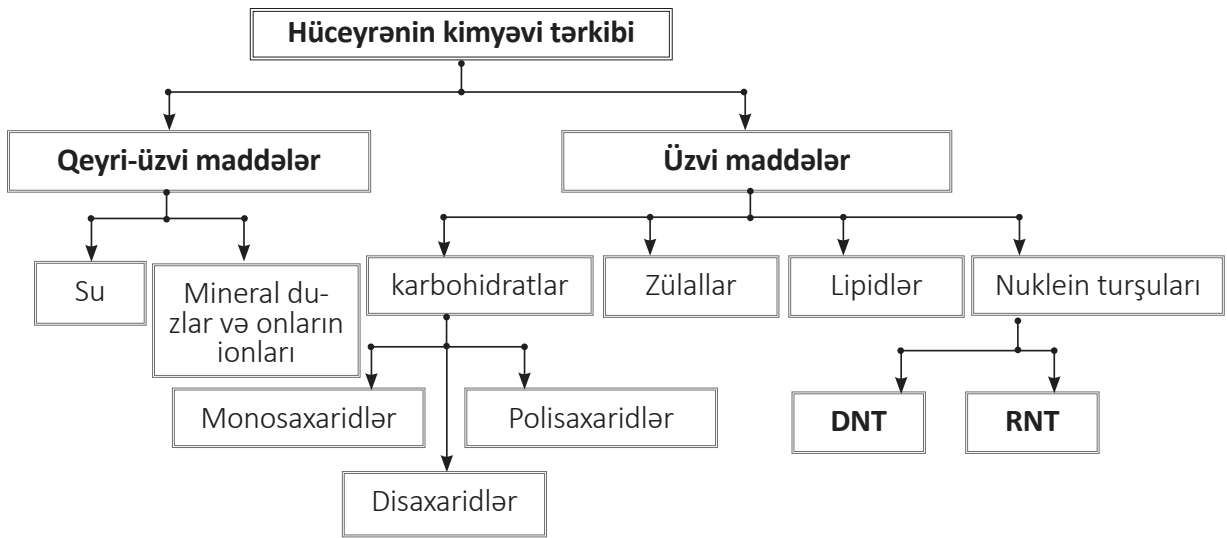 Hüceyrənin kimyəvi tərkibi
Qeyri-üzvi maddələr
Üzvi maddələr
Su
Mineral du-
zlar və onların
ionları
karbohidratlar
Zülallar
Lipidlər
Nuklein turşuları
Monosaxaridlər
Polisaxaridlər
Disaxaridlər
DNT
RNT